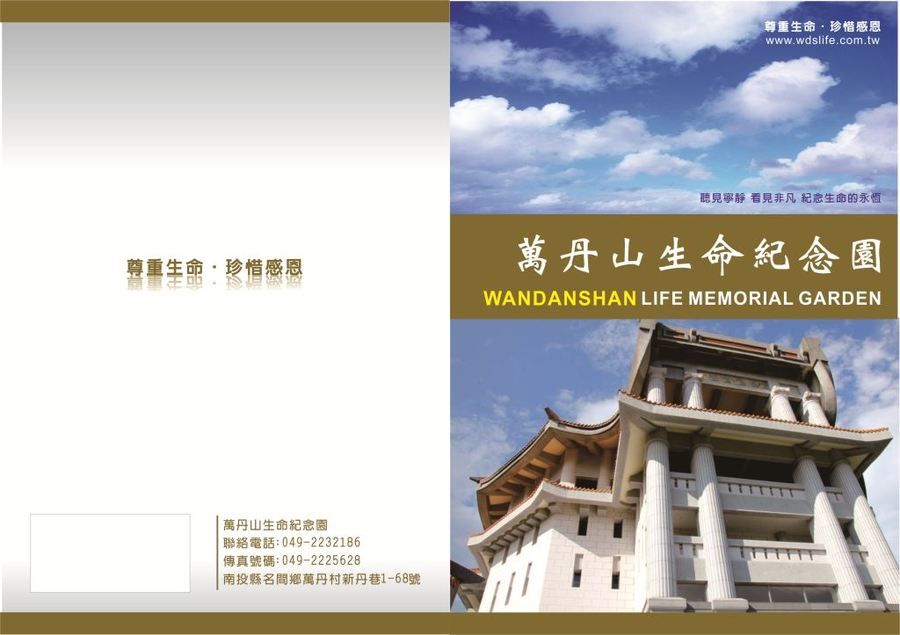 尊重生命・珍惜感恩
萬丹山生命紀念園
聯絡電話:049-2232186
傳真號碼:049-2225628
南投縣名間鄉萬丹村新丹巷1-68號
尊重生命・珍惜感恩
www.wdslife.com.tw
聽見寧靜 看見非凡 紀念生命的永恆
萬丹山生命紀念園
WANDANSHAN LIFE MEMORIAL GARDEN